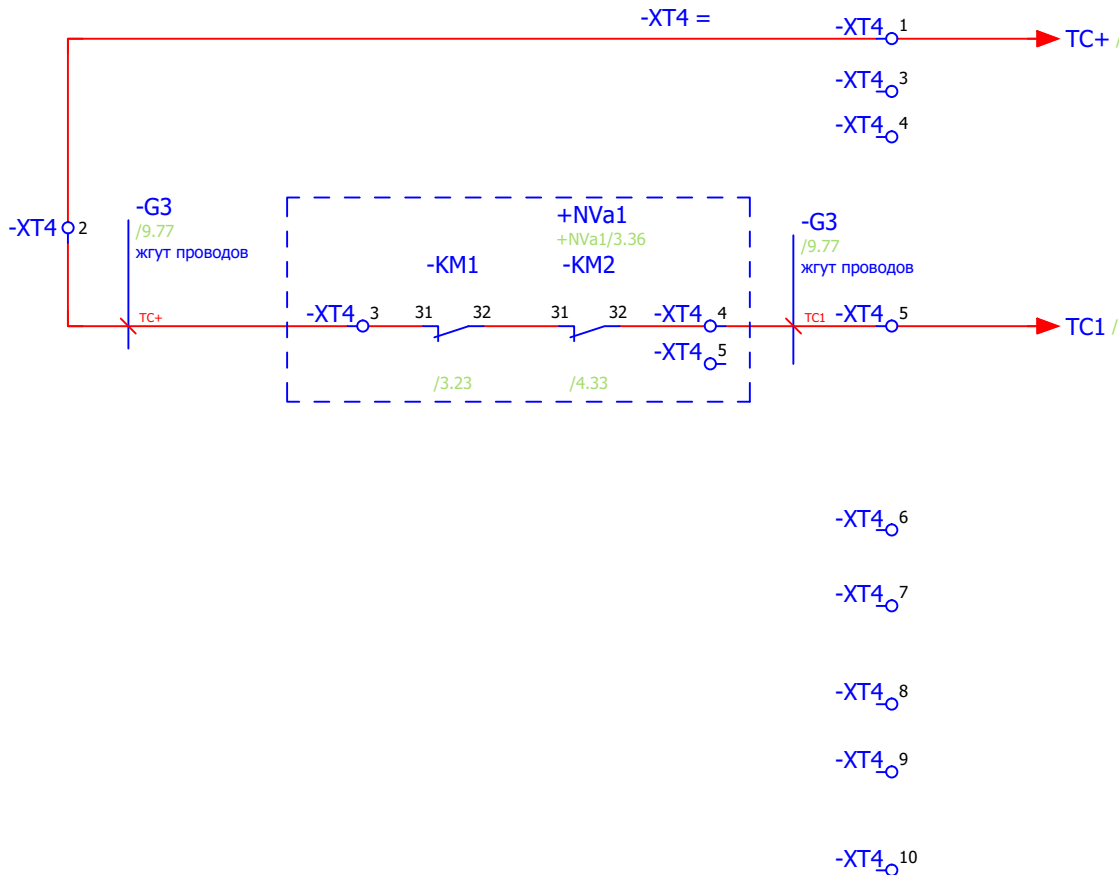 -XT4 =
-XT4 1
TC+ /
-XT4 3
-XT4 4
-XT4 2
-G3
/9.77
жгут проводов
TC+
+NVa1
+NVa1/3.36
-KM1
-KM2
-XT4 3
31 32
31 32
-XT4 4
-XT4 5
/3.23
/4.33
-G3
/9.77
жгут проводов
TC1
-XT4 5
TC1 /
-XT4 6
-XT4 7
-XT4 8
-XT4 9
-XT4 10